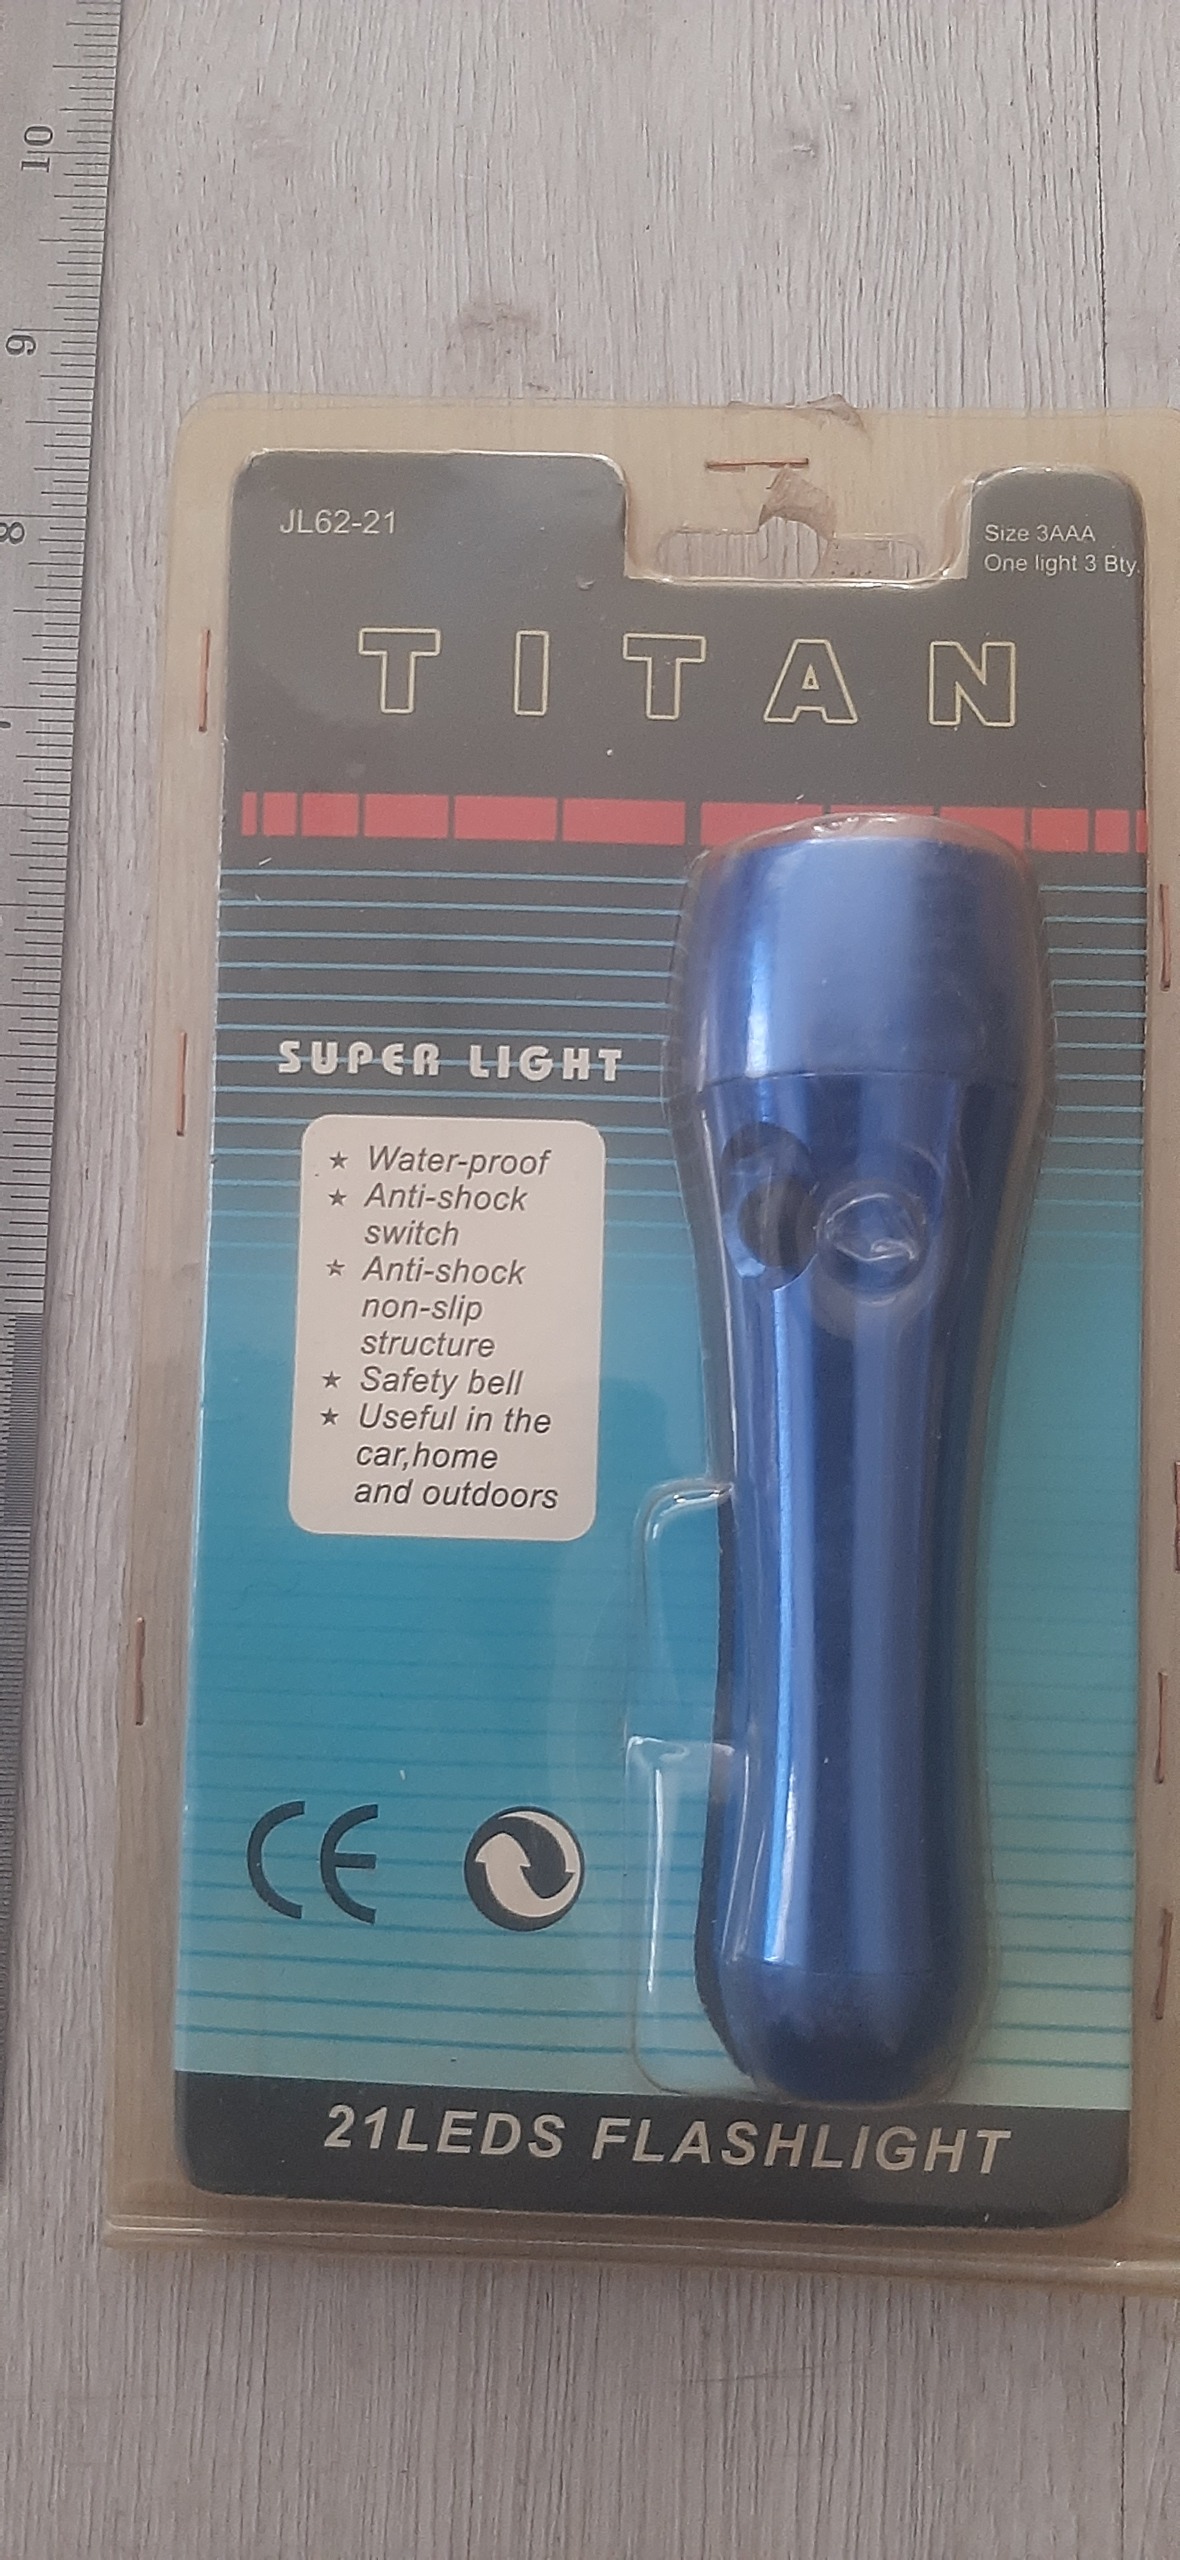 10
9
8
JL62-21
Size 3AAA
One light 3 Bty.
TITAN
SUPER LIGHT
★ Water-proof
★ Anti-shock
switch
★ Anti-shock
non-slip
structure
★ Safety bell
★ Useful in the
car,home
and outdoors
CE
21LEDS FLASHLIGHT